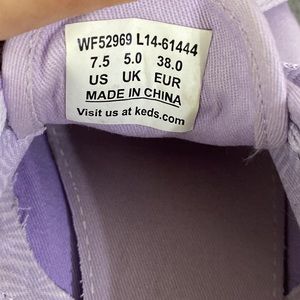 WF52969 L14-61444
7.5 5.0 38.0
US UK EUR
MADE IN CHINA
Visit us at keds.com